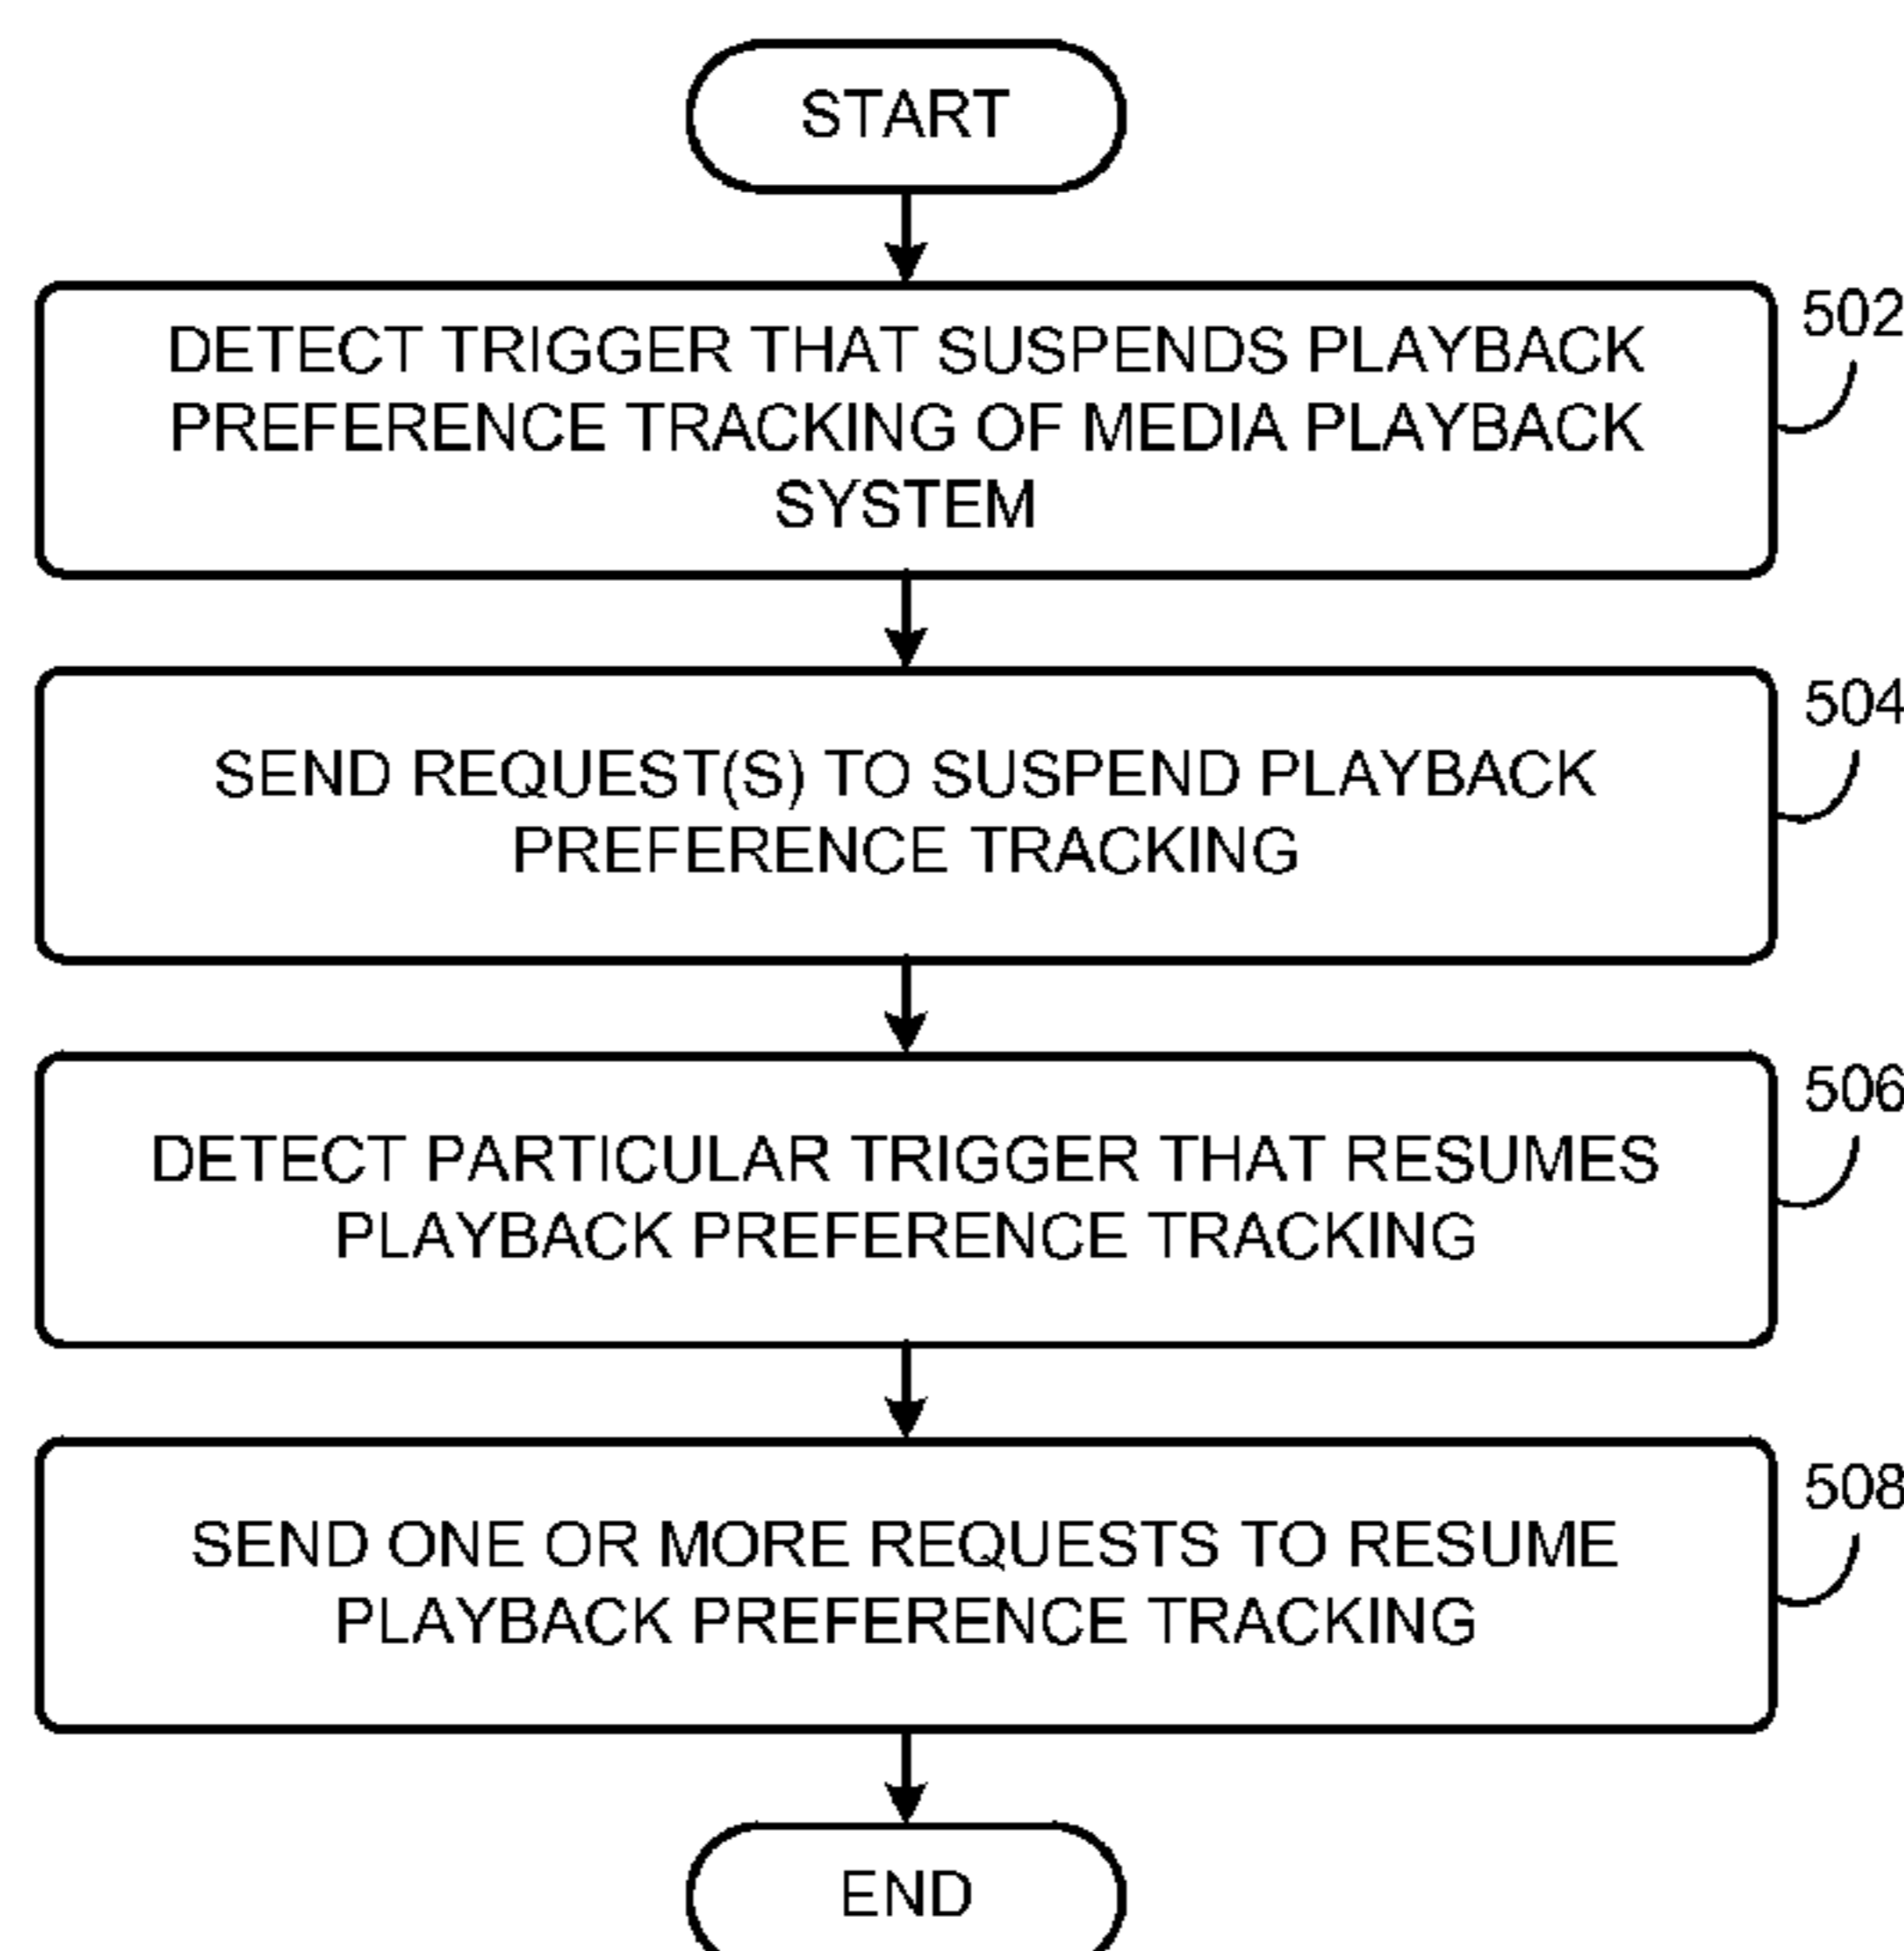 START
502
DETECT TRIGGER THAT SUSPENDS PLAYBACK
PREFERENCE TRACKING OF MEDIA PLAYBACK
SYSTEM
504
SEND REQUEST(S) TO SUSPEND PLAYBACK
PREFERENCE TRACKING
506
DETECT PARTICULAR TRIGGER THAT RESUMES
PLAYBACK PREFERENCE TRACKING
508
SEND ONE OR MORE REQUESTS TO RESUME
PLAYBACK PREFERENCE TRACKING
END